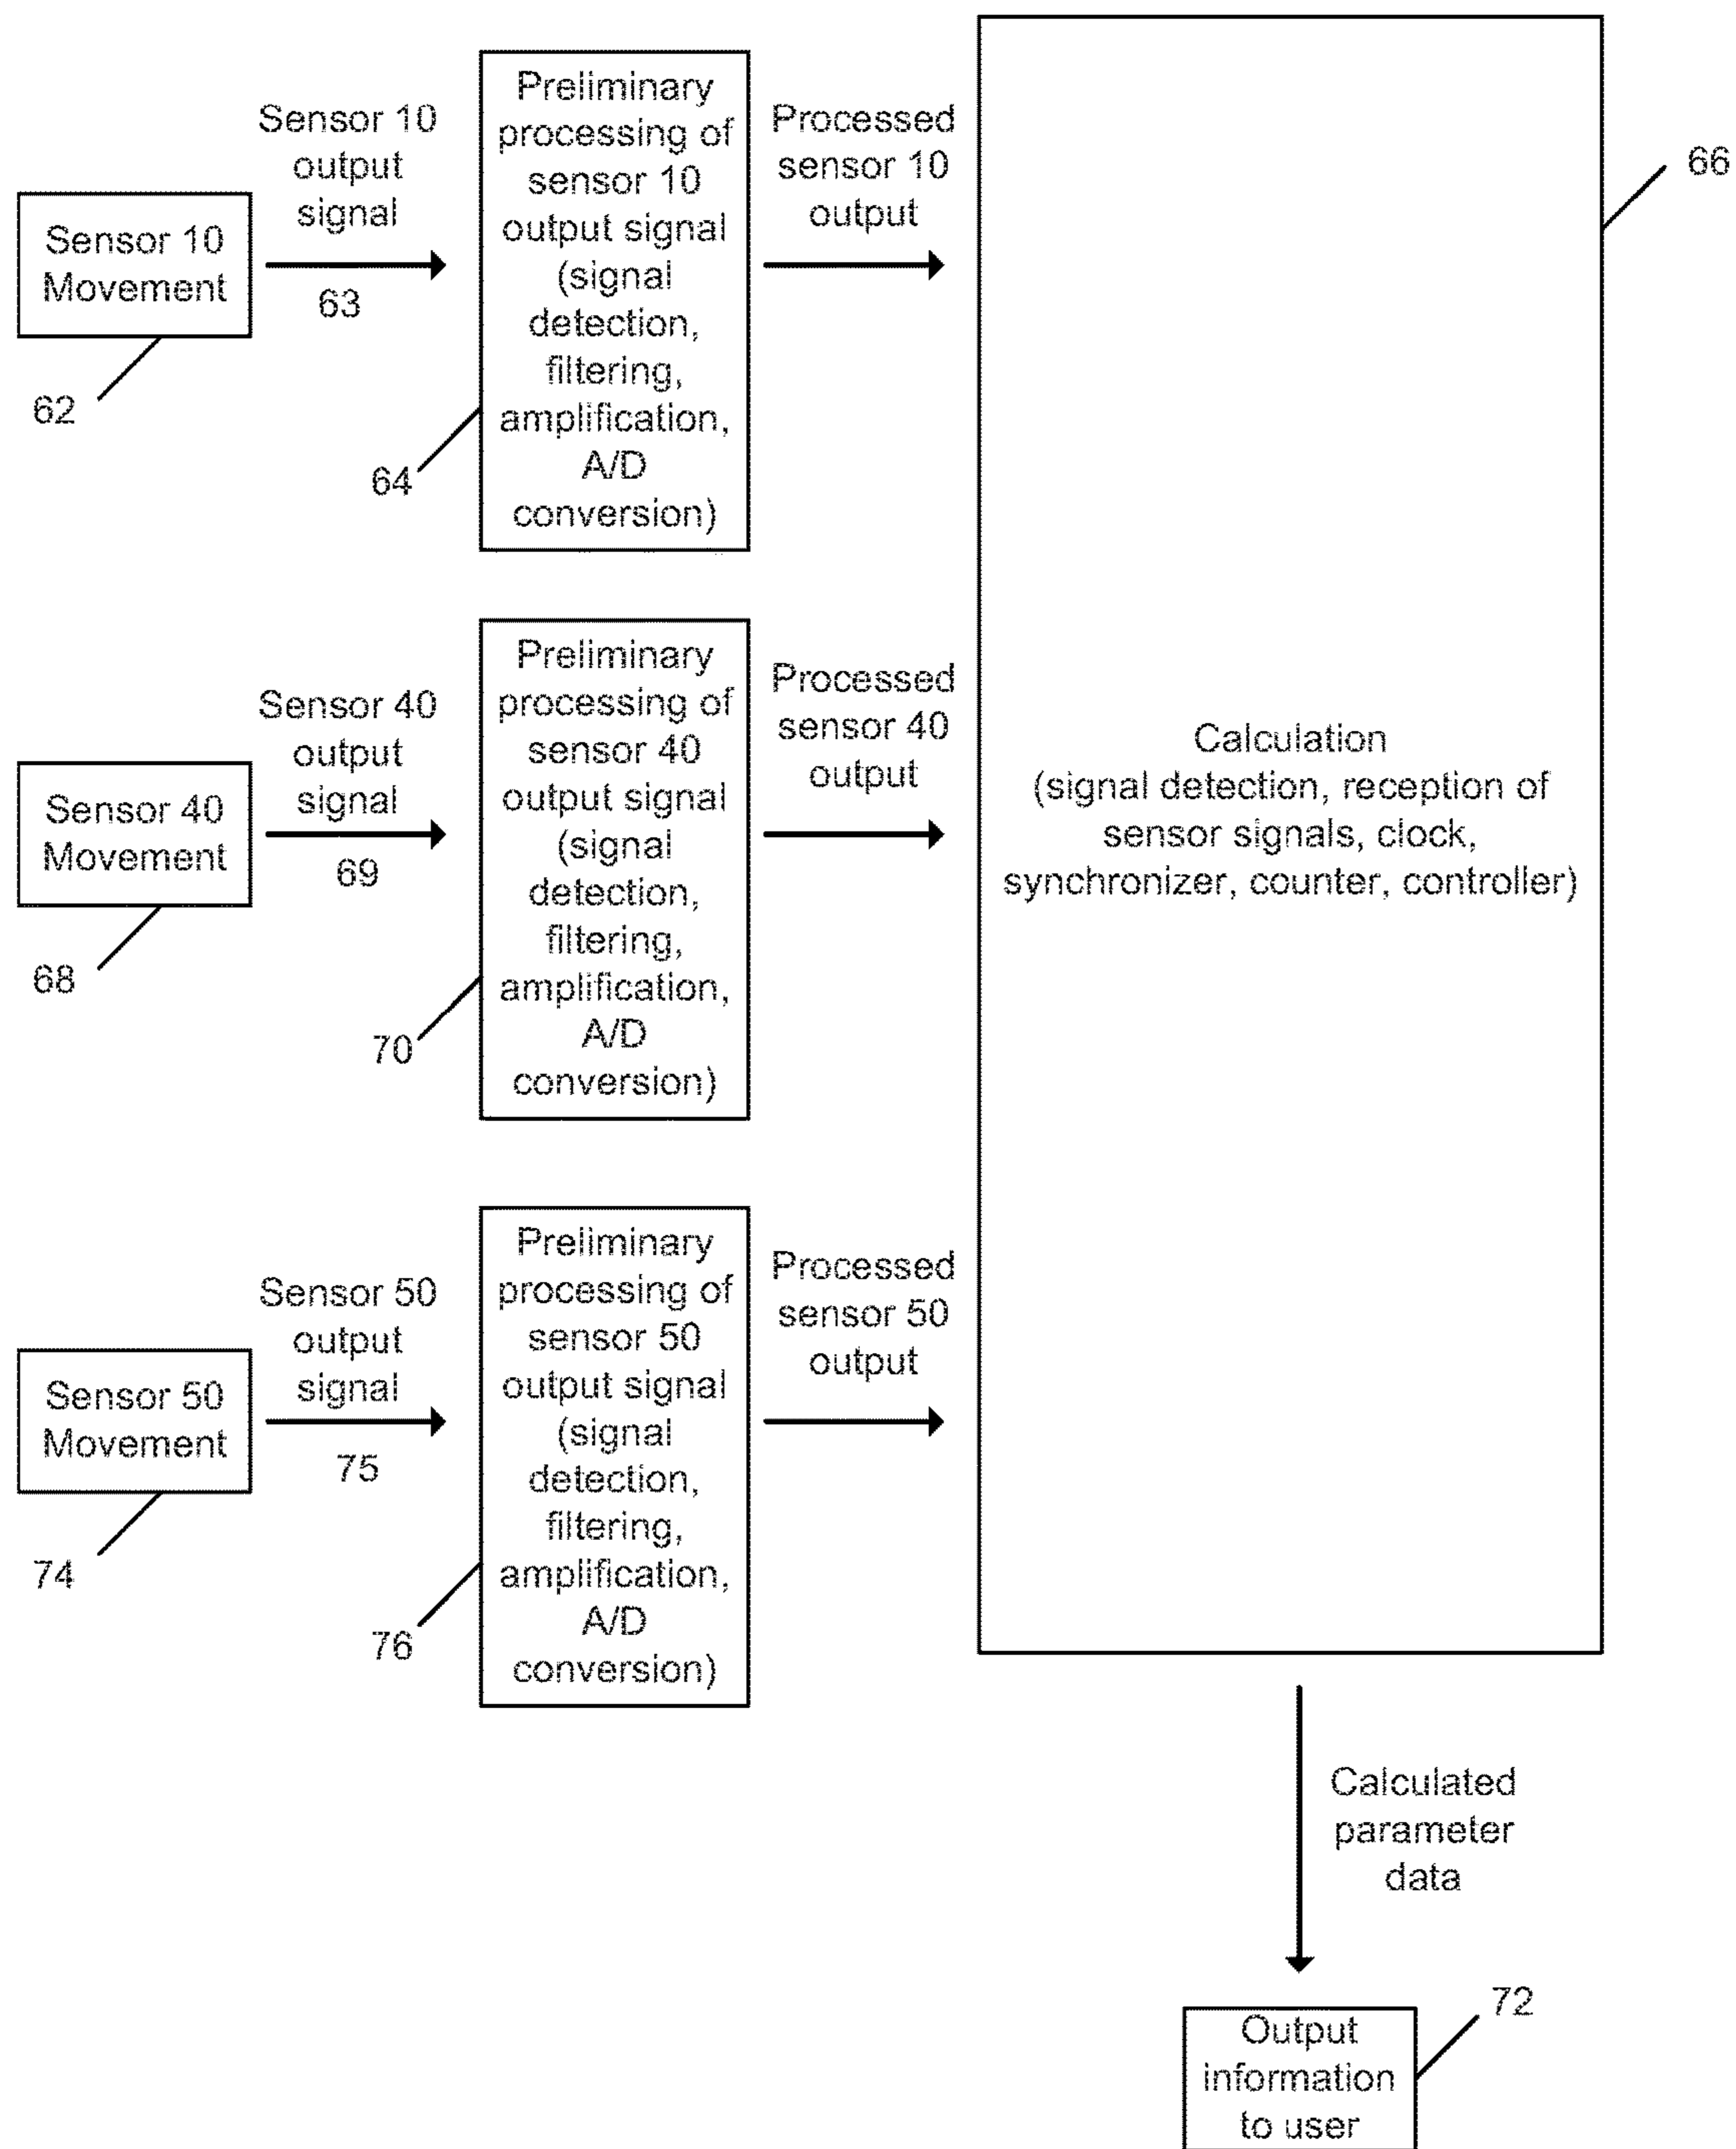 Sensor 10
Movement
62
Sensor 10
output
signal
63
Preliminary
processing of
sensor 10
output signal
(signal
detection,
filtering,
amplification,
A/D
conversion)
64
Processed
sensor 10
output
Sensor 40
Movement
68
Sensor 40
output
signal
69
Preliminary
processing of
sensor 40
output signal
(signal
detection,
filtering,
amplification,
A/D
conversion)
70
Processed
sensor 40
output
Sensor 50
Movement
74
Sensor 50
output
signal
75
Preliminary
processing of
sensor 50
output signal
(signal
detection,
filtering,
amplification,
A/D
conversion)
76
Processed
sensor 50
output
Calculation
(signal detection, reception of
sensor signals, clock,
synchronizer, counter, controller)
66
Calculated
parameter
data
Output
information
to user
72